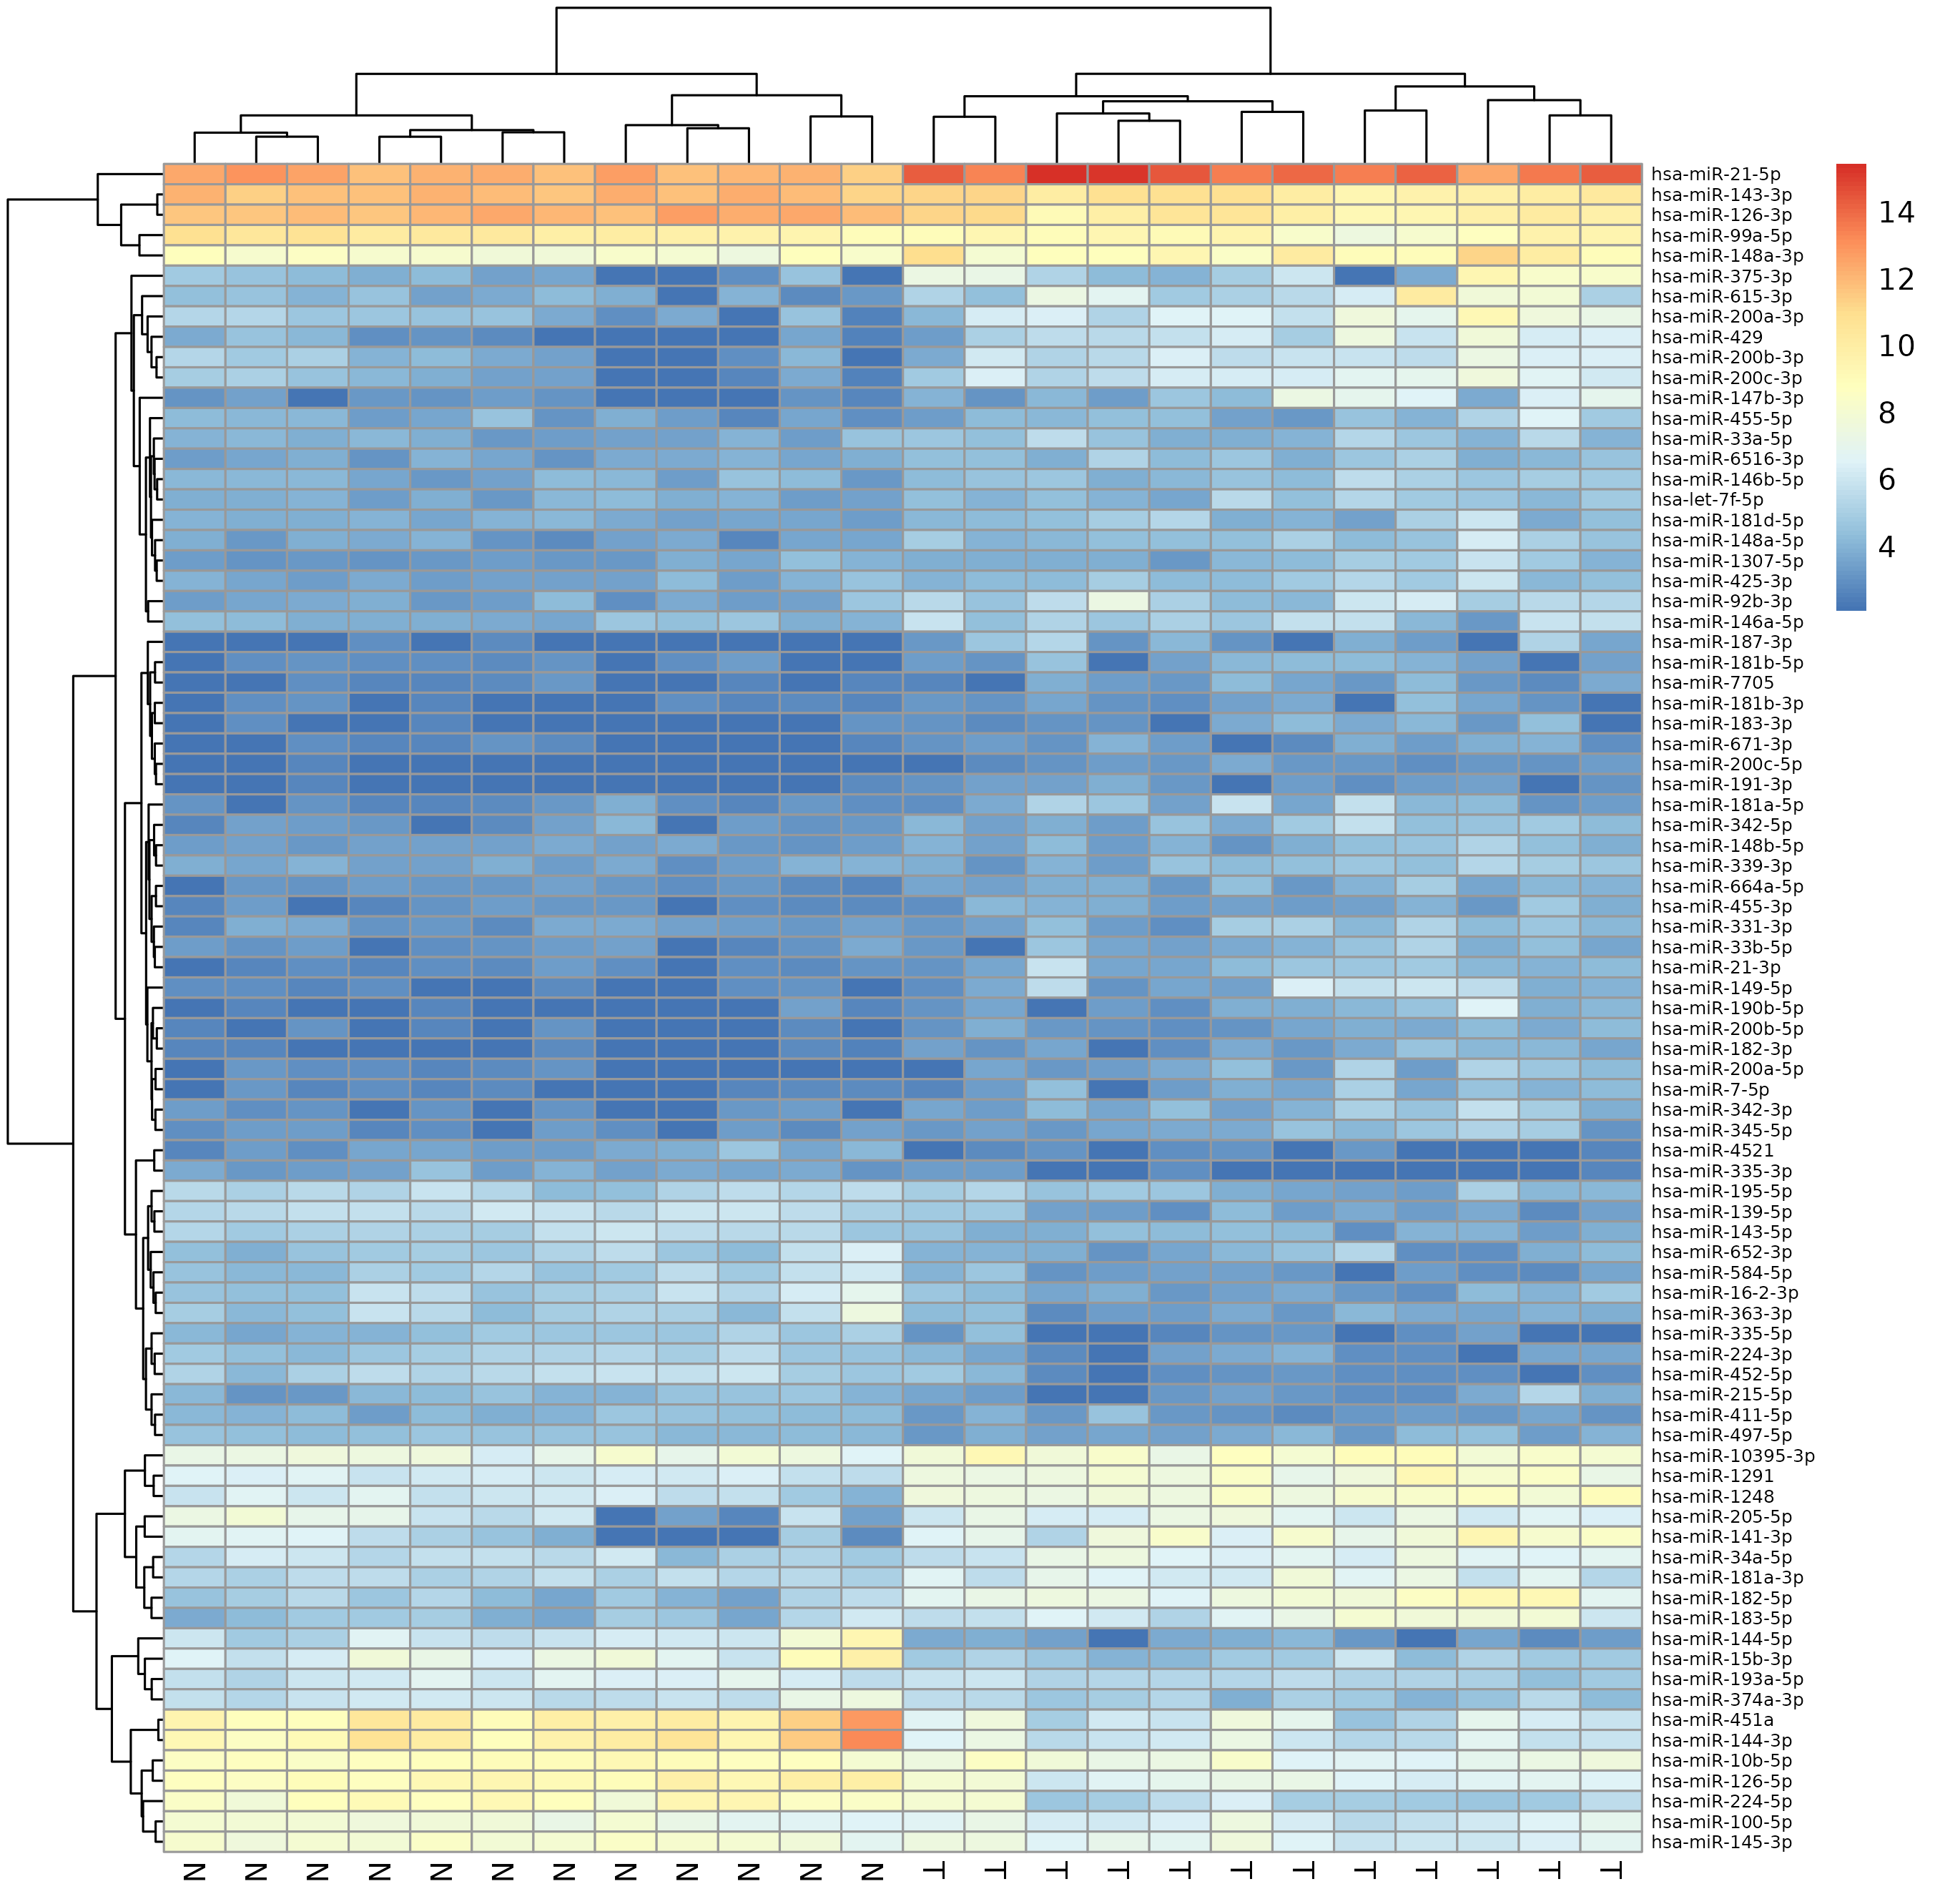 hsa-miR-21-5p
hsa-miR-143-3p
hsa-miR-126-3p
hsa-miR-99a-5p
hsa-miR-148a-3p
hsa-miR-375-3p
hsa-miR-615-3p
hsa-miR-200a-3p
hsa-miR-429
hsa-miR-200b-3p
hsa-miR-200c-3p
hsa-miR-147b-3p
hsa-miR-455-5p
hsa-miR-33a-5p
hsa-miR-6516-3p
hsa-miR-146b-5p
hsa-let-7f-5p
hsa-miR-181d-5p
hsa-miR-148a-5p
hsa-miR-1307-5p
hsa-miR-425-3p
hsa-miR-92b-3p
hsa-miR-146a-5p
hsa-miR-187-3p
hsa-miR-181b-5p
hsa-miR-7705
hsa-miR-181b-3p
hsa-miR-183-3p
hsa-miR-671-3p
hsa-miR-200c-5p
hsa-miR-191-3p
hsa-miR-181a-5p
hsa-miR-342-5p
hsa-miR-148b-5p
hsa-miR-339-3p
hsa-miR-664a-5p
hsa-miR-455-3p
hsa-miR-331-3p
hsa-miR-33b-5p
hsa-miR-21-3p
hsa-miR-149-5p
hsa-miR-190b-5p
hsa-miR-200b-5p
hsa-miR-182-3p
hsa-miR-200a-5p
hsa-miR-7-5p
hsa-miR-342-3p
hsa-miR-345-5p
hsa-miR-4521
hsa-miR-335-3p
hsa-miR-195-5p
hsa-miR-139-5p
hsa-miR-143-5p
hsa-miR-652-3p
hsa-miR-584-5p
hsa-miR-16-2-3p
hsa-miR-363-3p
hsa-miR-335-5p
hsa-miR-224-3p
hsa-miR-452-5p
hsa-miR-215-5p
hsa-miR-411-5p
hsa-miR-497-5p
hsa-miR-10395-3p
hsa-miR-1291
hsa-miR-1248
hsa-miR-205-5p
hsa-miR-141-3p
hsa-miR-34a-5p
hsa-miR-181a-3p
hsa-miR-182-5p
hsa-miR-183-5p
hsa-miR-144-5p
hsa-miR-15b-3p
hsa-miR-193a-5p
hsa-miR-374a-3p
hsa-miR-451a
hsa-miR-144-3p
hsa-miR-10b-5p
hsa-miR-126-5p
hsa-miR-224-5p
hsa-miR-100-5p
hsa-miR-145-3p
14
12
10
8
6
4
N N N N N N N N N N N N T T T T T T T T T T T T